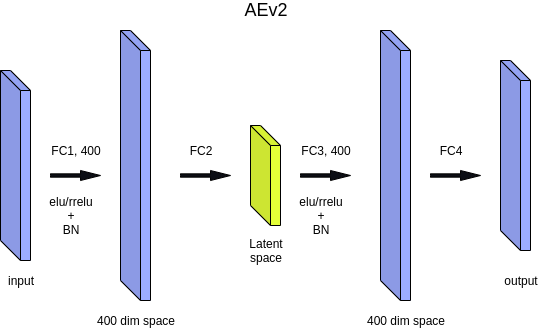 AEv2
FC1, 400
FC2
FC3, 400
FC4
elu/rrelu
+
BN
elu/rrelu
+
BN
Latent
space
input
output
400 dim space
400 dim space